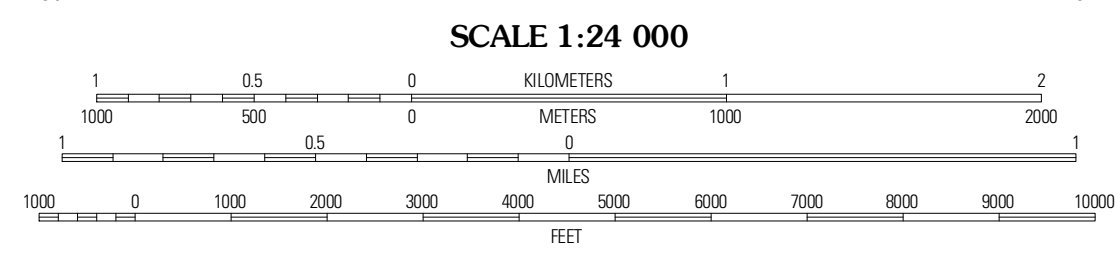 SCALE 1:24 000
1 0.5 0 KILOMETERS 1 2
1000 500 0 METERS 1000 2000
1 0.5 0 1
MILES
1000 0 1000 2000 3000 4000 5000 6000 7000 8000 9000 10000
FEET